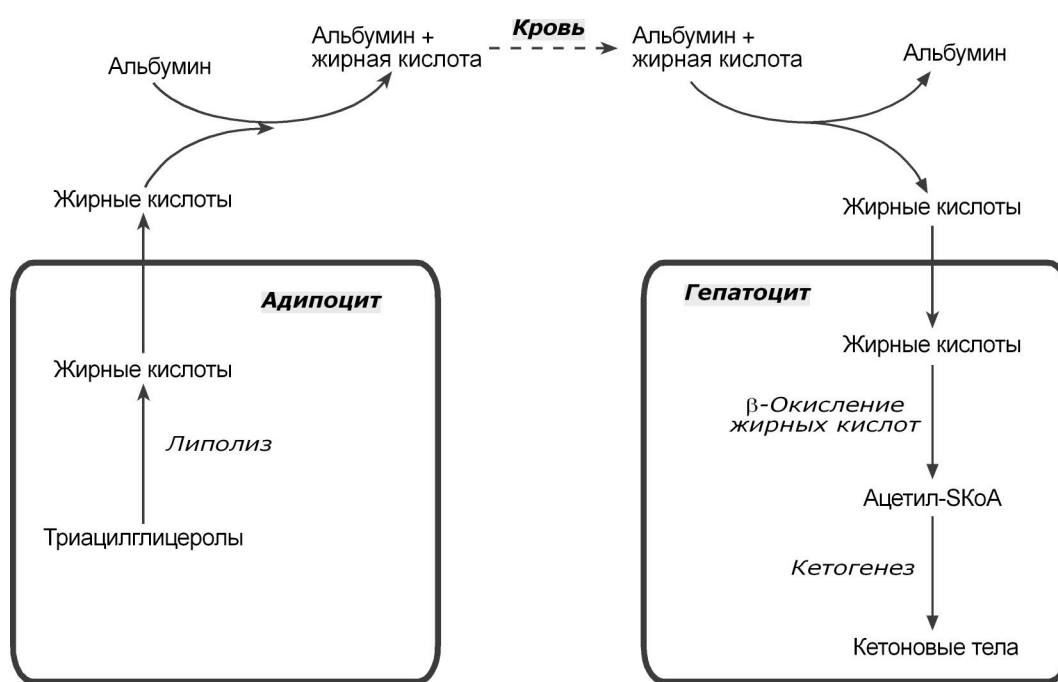 Альбумин
Альбумин +
жирная кислота
Кровь
Альбумин +
жирная кислота
Альбумин
Жирные кислоты
Жирные кислоты
Адипоцит
Жирные кислоты
Липолиз
Триацилглицеролы
Гепатоцит
Жирные кислоты
β-Окисление
жирных кислот
Ацетил-SКоА
Кетогенез
Кетоновые тела